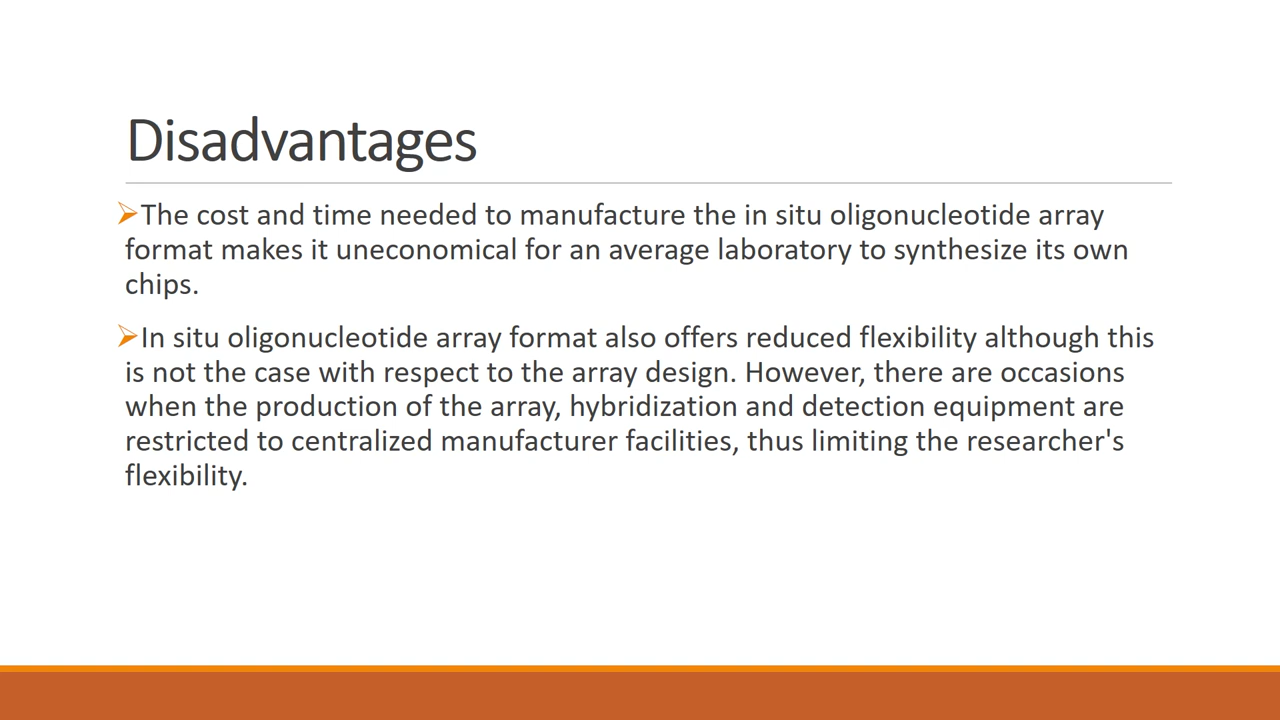 Disadvantages
➢The cost and time needed to manufacture the in situ oligonucleotide array
format makes it uneconomical for an average laboratory to synthesize its own
chips.
➢In situ oligonucleotide array format also offers reduced flexibility although this
is not the case with respect to the array design. However, there are occasions
when the production of the array, hybridization and detection equipment are
restricted to centralized manufacturer facilities, thus limiting the researcher's
flexibility.